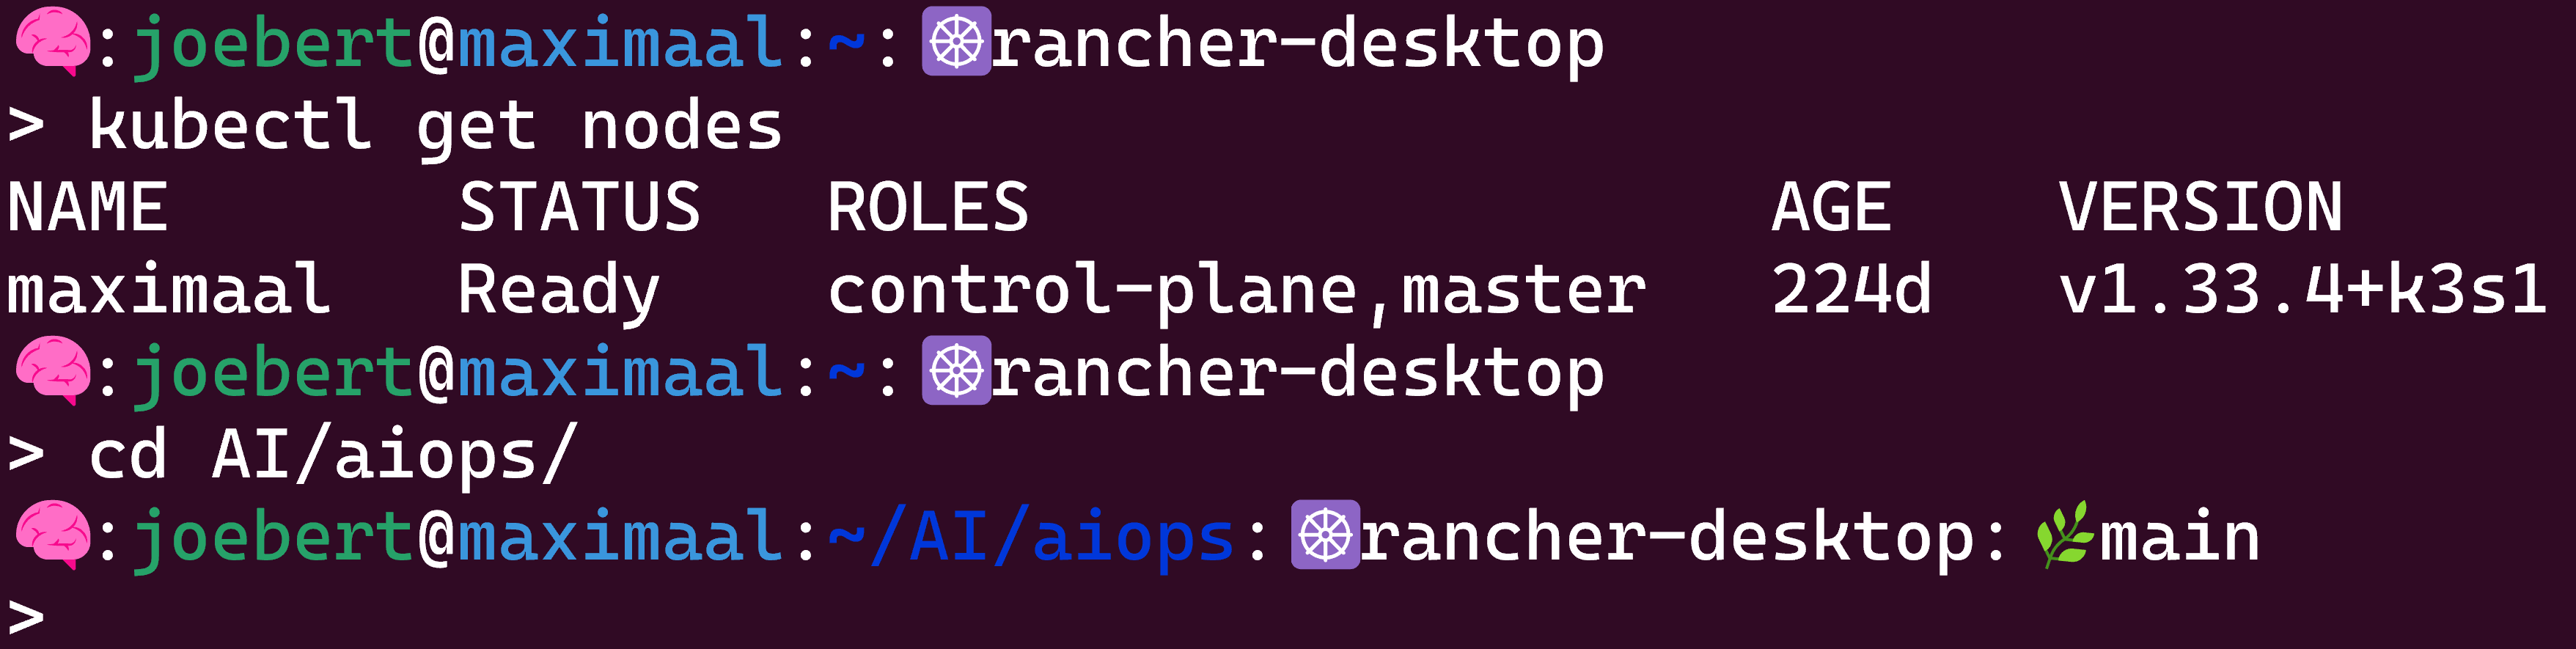 🧠:joebert@maximaal:~: ☸️rancher-desktop
> kubectl get nodes
NAME       STATUS   ROLES                  AGE    VERSION
maximaal   Ready    control-plane,master   224d   v1.33.4+k3s1
🧠:joebert@maximaal:~: ☸️rancher-desktop
> cd AI/aiops/
🧠:joebert@maximaal:~/AI/aiops: ☸️rancher-desktop: 🌿main
>